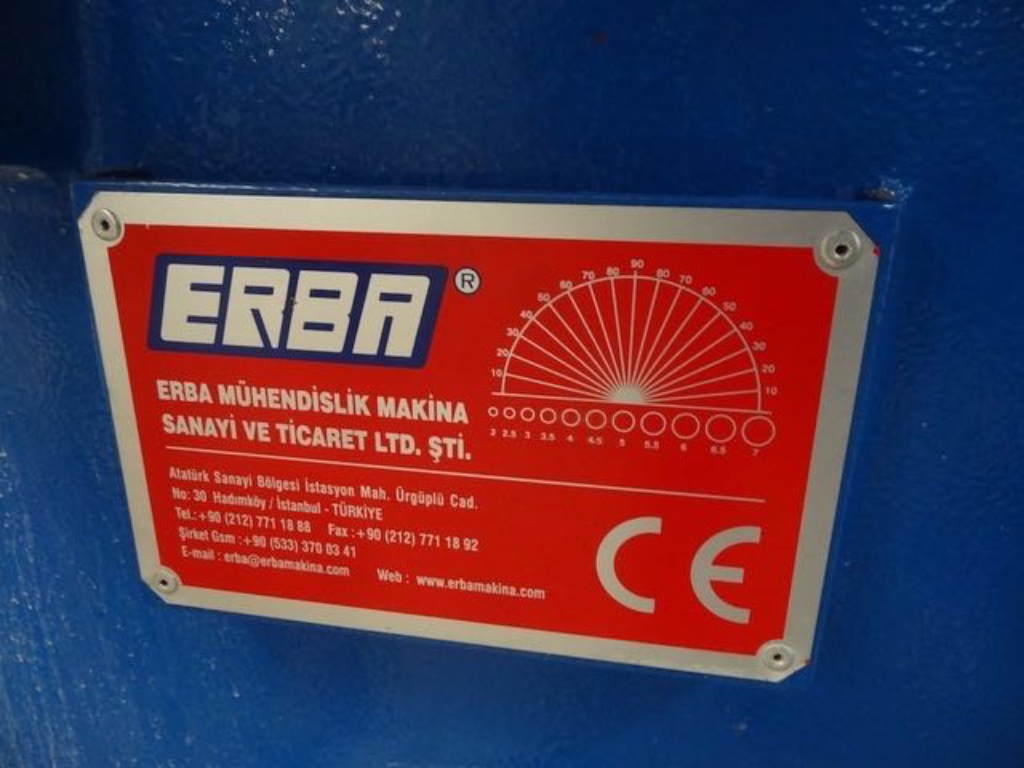 ERBA ®
ERBA MÜHENDİSLİK MAKİNA
SANAYİ VE TİCARET LTD. ŞTİ.
10 20 30 40 50 60 70 80 90 80 70 60 50 40 30 20 10
2 2.5 3 3.5 4 4.5 5 5.5 6 6.5 7
Atatürk Sanayi Bölgesi İstasyon Mah. Ürgüplü Cad.
No: 30 Hadımköy / İstanbul - TÜRKİYE
Tel.:+90 (212) 771 18 88 Fax :+90 (212) 771 18 92
Şirket Gsm :+90 (533) 370 03 41
E-mail : erba@erbamakina.com Web : www.erbamakina.com
CE